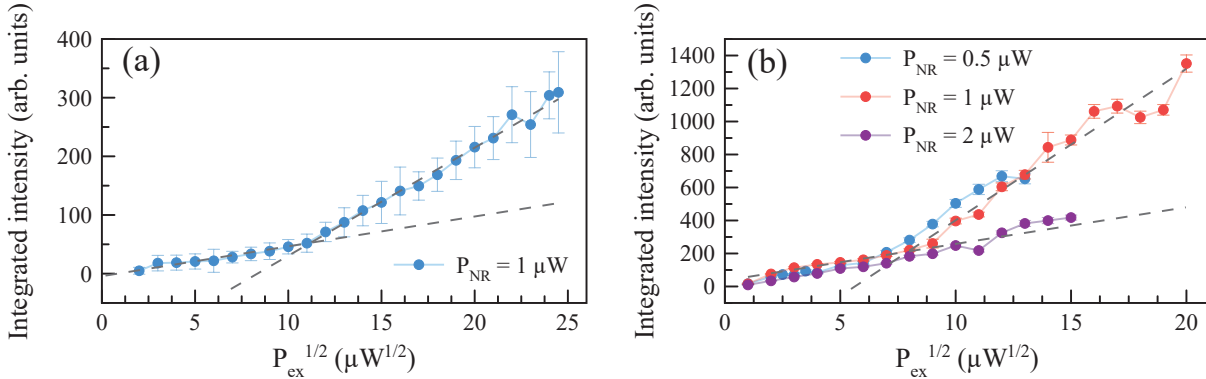 (a)
Integrated intensity (arb. units)
400
300
200
100
0
0 5 10 15 20 25
P_ex^1/2 (µW^1/2)
P_NR = 1 µW
(b)
Integrated intensity (arb. units)
1400
1200
1000
800
600
400
200
0
0 5 10 15 20
P_ex^1/2 (µW^1/2)
P_NR = 0.5 µW
P_NR = 1 µW
P_NR = 2 µW